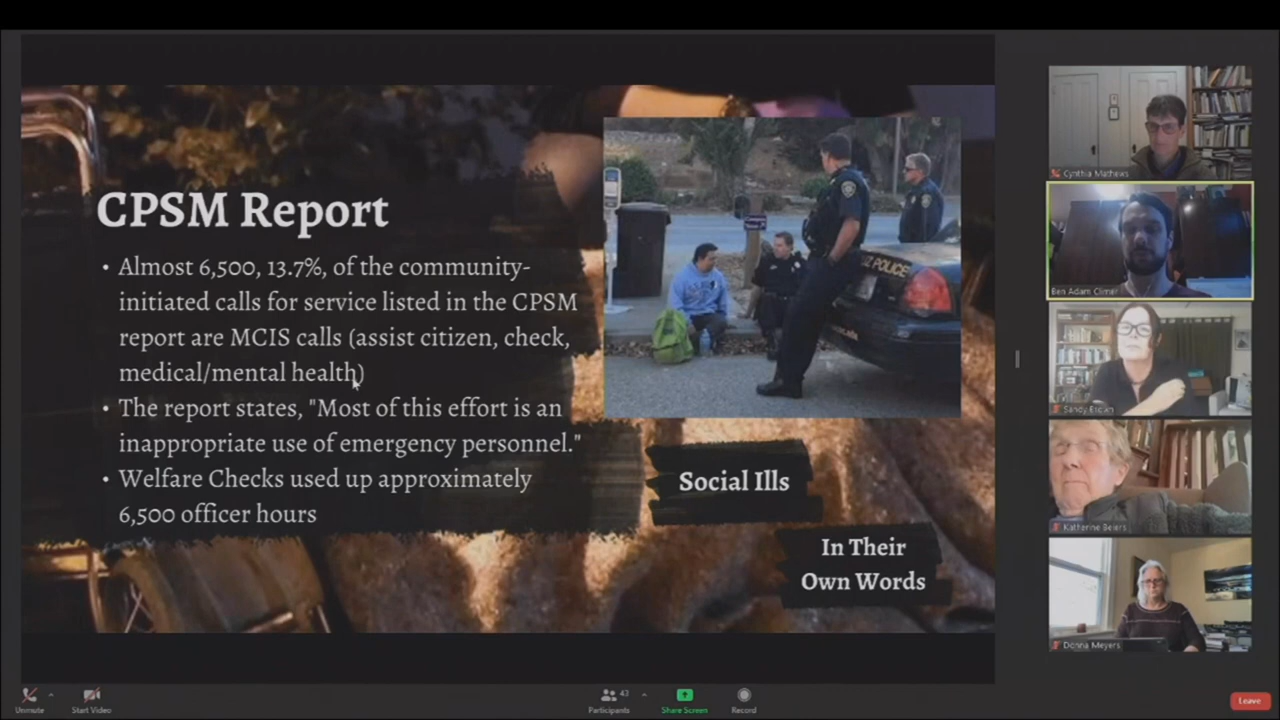 CPSM Report
• Almost 6,500, 13.7%, of the community-
initiated calls for service listed in the CPSM
report are MCIS calls (assist citizen, check,
medical/mental health)
• The report states, "Most of this effort is an
inappropriate use of emergency personnel."
• Welfare Checks used up approximately
6,500 officer hours
Z POLICE
Social Ills
In Their
Own Words
Cynthia Mathews
Ben Adam Climer
Sandy Brown
Katherine Beiers
Donna Meyers
Unmute
Start Video
Participants
43
Share Screen
Record
Leave